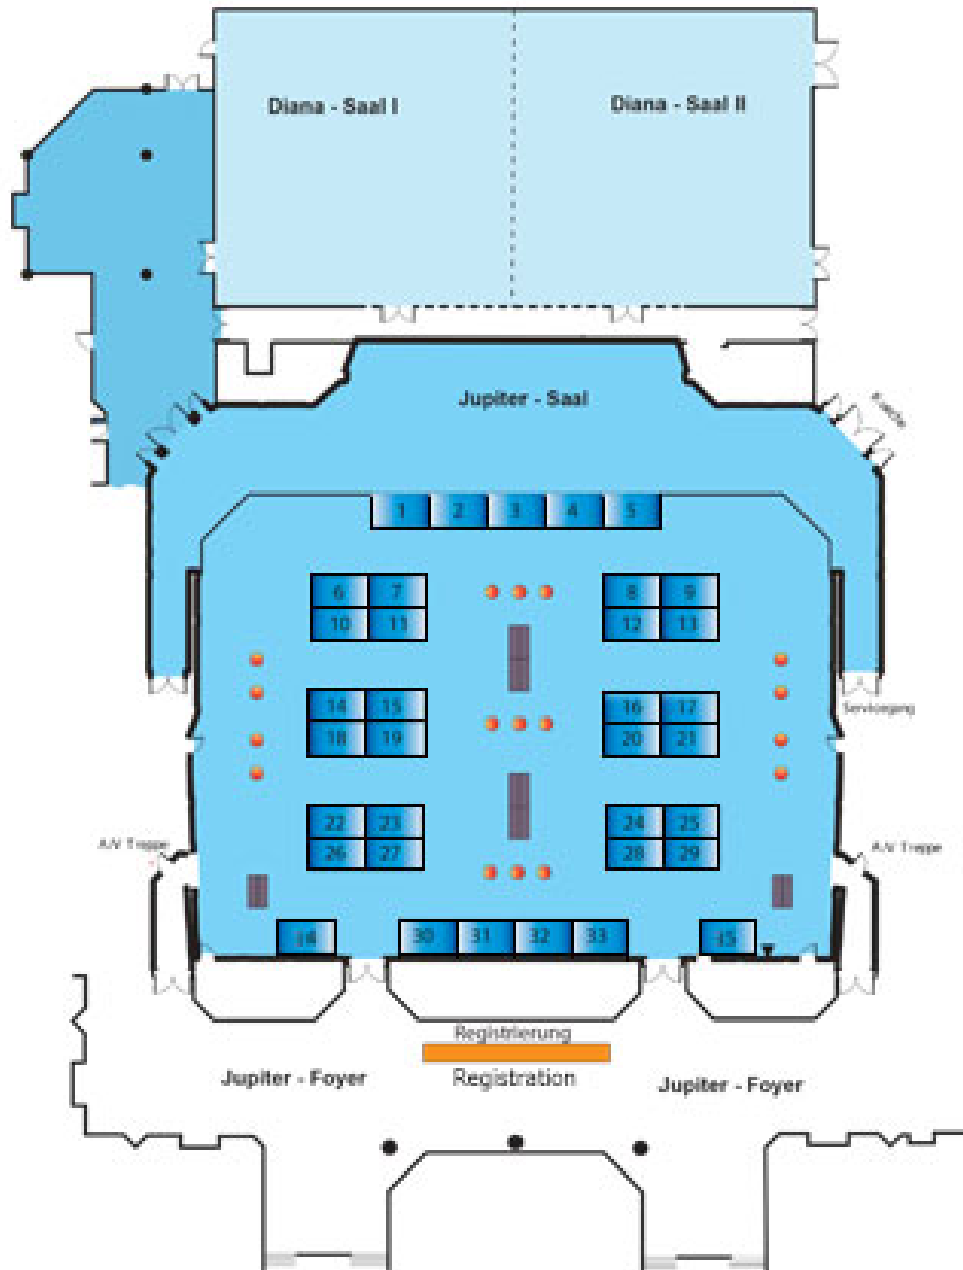 Diana - Saal I
Diana - Saal II
Jupiter - Saal
Kueche
1 2 3 4 5
6 7 8 9
10 11 12 13
14 15 16 17
18 19 20 21
Servicegang
22 23 24 25
26 27 28 29
A/V Treppe
A/V Treppe
30 31 32 33
Registrierung
Jupiter - Foyer
Registration
Jupiter - Foyer